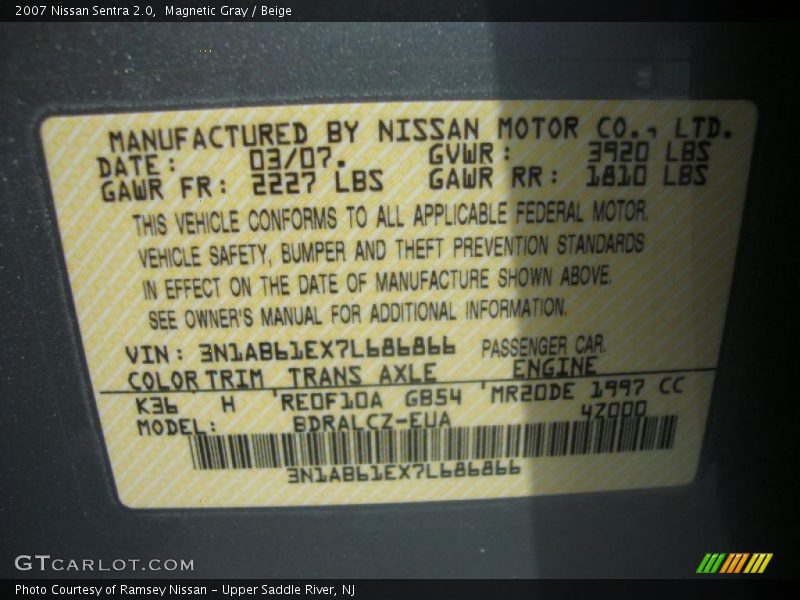 2007 Nissan Sentra 2.0,  Magnetic Gray / Beige
MANUFACTURED BY NISSAN MOTOR CO., LTD.
DATE: 03/07. GVWR: 3920 LBS
GAWR FR: 2227 LBS GAWR RR: 1810 LBS
THIS VEHICLE CONFORMS TO ALL APPLICABLE FEDERAL MOTOR
VEHICLE SAFETY, BUMPER AND THEFT PREVENTION STANDARDS
IN EFFECT ON THE DATE OF MANUFACTURE SHOWN ABOVE.
SEE OWNER'S MANUAL FOR ADDITIONAL INFORMATION.
VIN: 3N1AB61EX7L686866 PASSENGER CAR.
COLOR TRIM TRANS AXLE ENGINE
K36 H 'RE0F10A GB54 'MR20DE 1997 CC
MODEL: BDRALCZ-EUA 4Z000
3N1AB61EX7L686866
GTCARLOT.COM
Photo Courtesy of Ramsey Nissan - Upper Saddle River, NJ